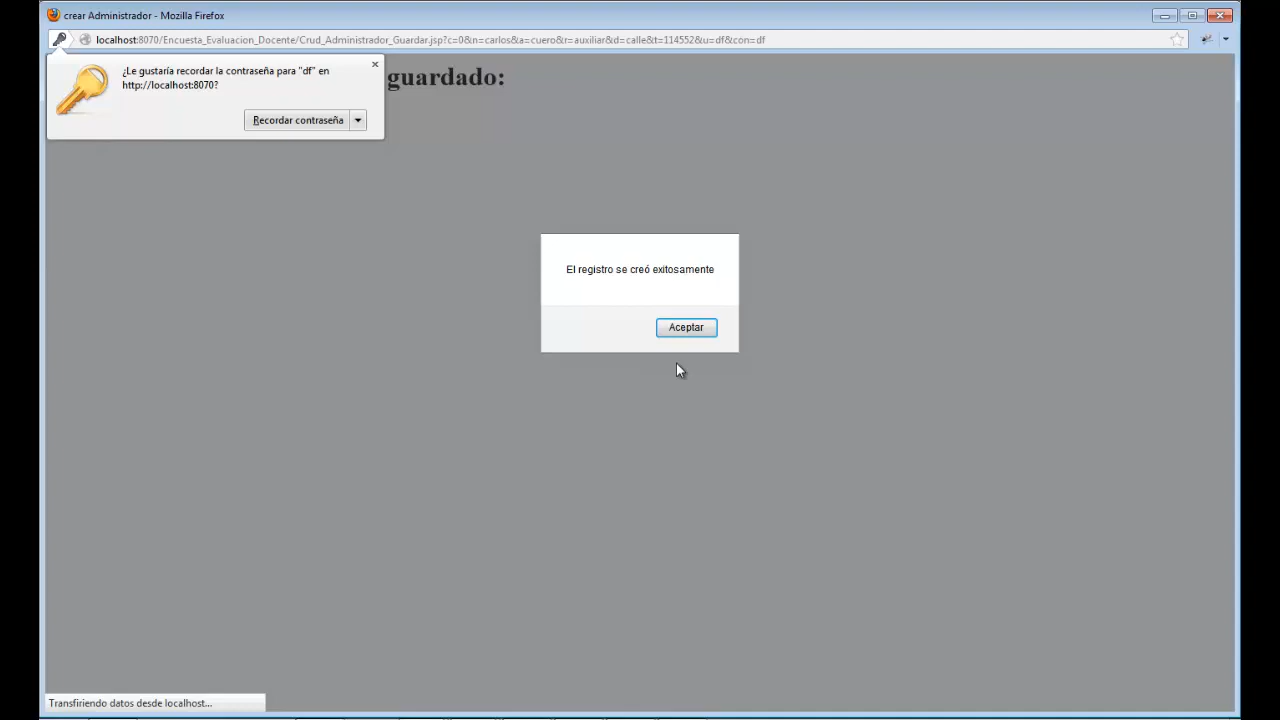 crear Administrador - Mozilla Firefox
localhost:8070/Encuesta_Evaluacion_Docente/Crud_Administrador_Guardar.jsp?c=0&n=carlos&a=cuero&r=auxiliar&d=calle&t=114552&u=df&con=df
¿Le gustaría recordar la contraseña para "df" en
http://localhost:8070?
Recordar contraseña
guardado:
El registro se creó exitosamente
Aceptar
Transfiriendo datos desde localhost...